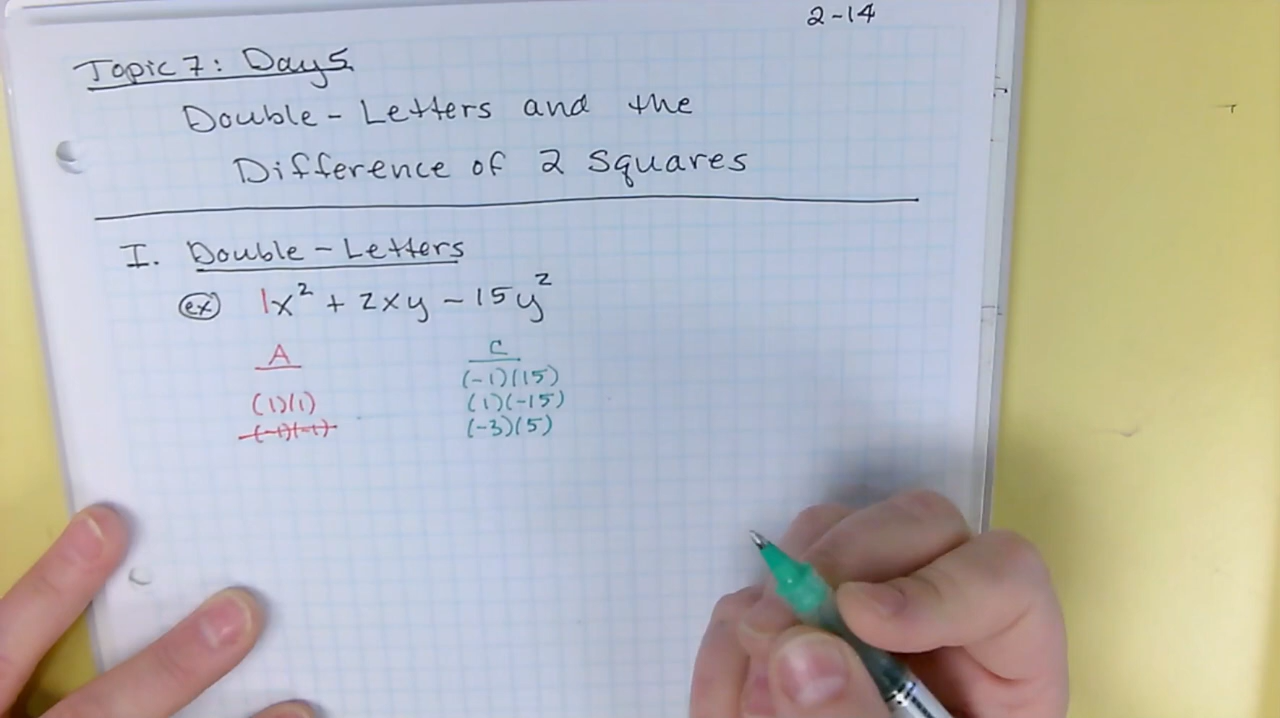 2-14
Topic 7: Day 5
Double-Letters and the
Difference of 2 Squares
I. Double-Letters
ex 1x² + 2xy - 15y²
A C
(-1)(15)
(1)(1) (1)(-15)
(-1)(-1) (-3)(5)